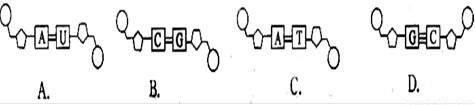 A U C G A T G C
A. B. C. D.